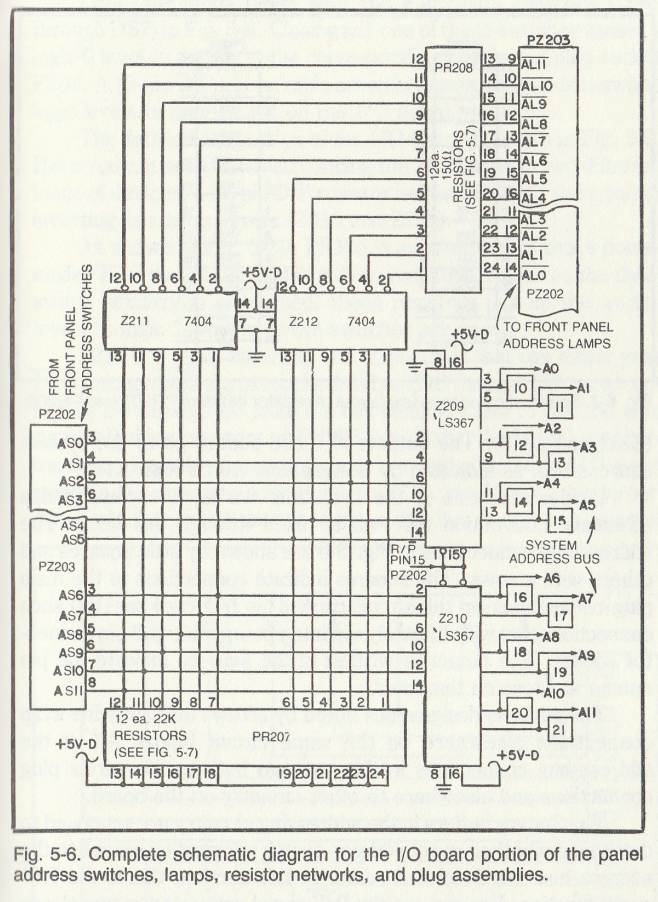 PZ203
12 PR208 13 9 AL11
11 14 10 AL10
10 15 11 AL9
9 16 12 AL8
8 17 13 AL7
7 18 14 AL6
6 19 15 AL5
5 20 16 AL4
4 21 11 AL3
3 22 12 AL2
2 23 13 AL1
1 24 14 AL0
12 ea. 150Ω
RESISTORS
(SEE FIG. 5-7)
PZ202
TO FRONT PANEL
ADDRESS LAMPS
FROM
FRONT PANEL
ADDRESS SWITCHES
+5V-D
12 10 8 6 4 2
14 14
12 10 8 6 4 2
Z211 7404
7 7
Z212 7404
13 11 9 5 3 1
13 11 9 5 3 1
+5V-D
8 16
Z209
LS367
3 10 A0
5 11 A1
2
4
6
10
12
14
7 12 A2
9 13 A3
11 14 A4
13 15 A5
SYSTEM
ADDRESS BUS
PZ202
AS0 3
AS1 4
AS2 5
AS3 6
AS4
AS5
PZ203
AS6 3
AS7 4
AS8 5
AS9 6
AS10 7
AS11 8
R/P
PIN15
PZ202
1 15
Z210
LS367
2
4
6
10
12
14
16 A6
17 A7
18 A8
19 A9
20 A10
21 A11
12 11 10 9 8 7
6 5 4 3 2 1
12 ea. 22K
RESISTORS
(SEE FIG. 5-7)
PR207
+5V-D
13 14 15 16 17 18
19 20 21 22 23 24
8 16
+5V-D
Fig. 5-6. Complete schematic diagram for the I/O board portion of the panel
address switches, lamps, resistor networks, and plug assemblies.